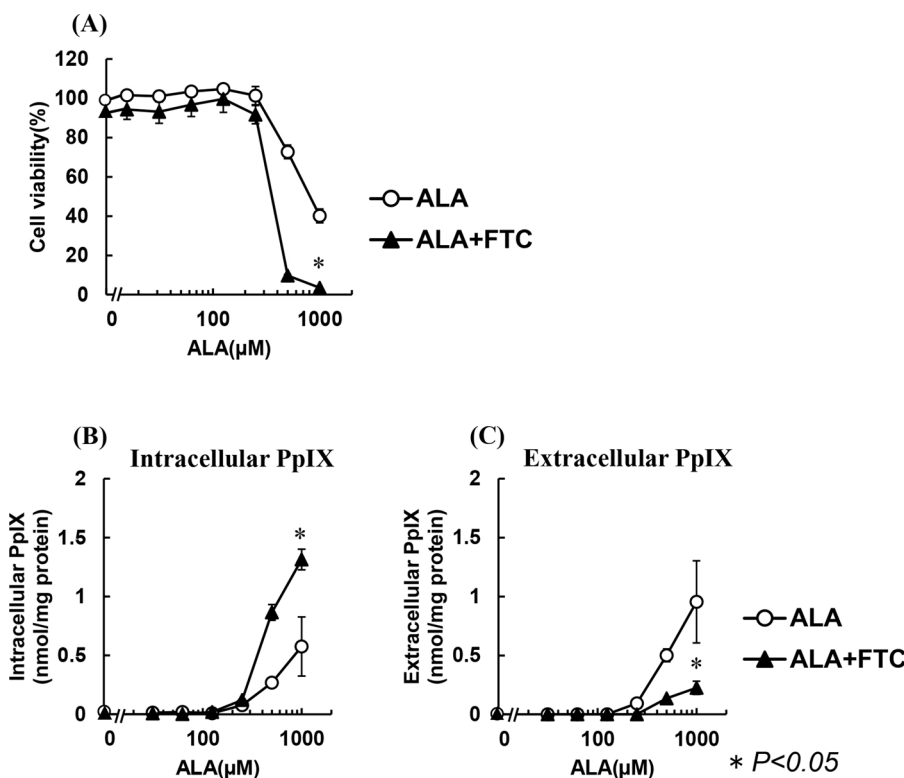 (A)
120
100
80
60
40
20
0
Cell viability(%)
0 100 1000
ALA(µM)
ALA
ALA+FTC
*
(B)
Intracellular PpIX
2
1.5
1
0.5
0
Intracellular PpIX
(nmol/mg protein)
*
0 100 1000
ALA(µM)
(C)
Extracellular PpIX
2
1.5
1
0.5
0
Extracellular PpIX
(nmol/mg protein)
*
0 100 1000
ALA(µM)
ALA
ALA+FTC
* P<0.05